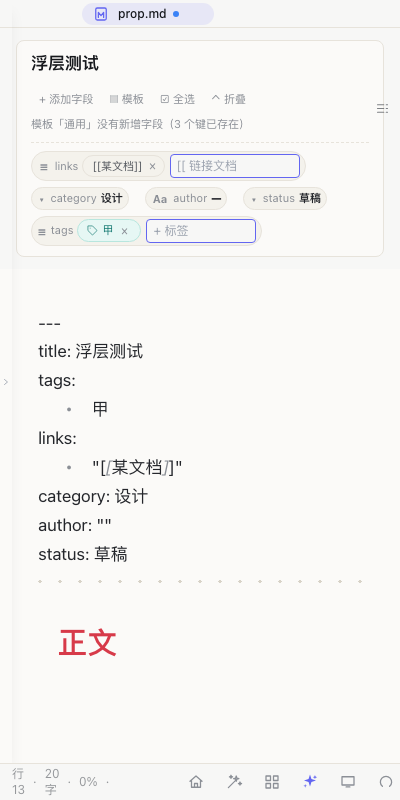 prop.md
浮层测试
+ 添加字段 模板 全选 折叠
模板「通用」没有新增字段（3 个键已存在）
links [[某文档]] × [[ 链接文档
category 设计 Aa author — status 草稿
tags 甲 × + 标签
---
title: 浮层测试
tags:
• 甲
links:
• "[[某文档]]"
category: 设计
author: ""
status: 草稿
正文
行 13 · 20 字 · 0% ·